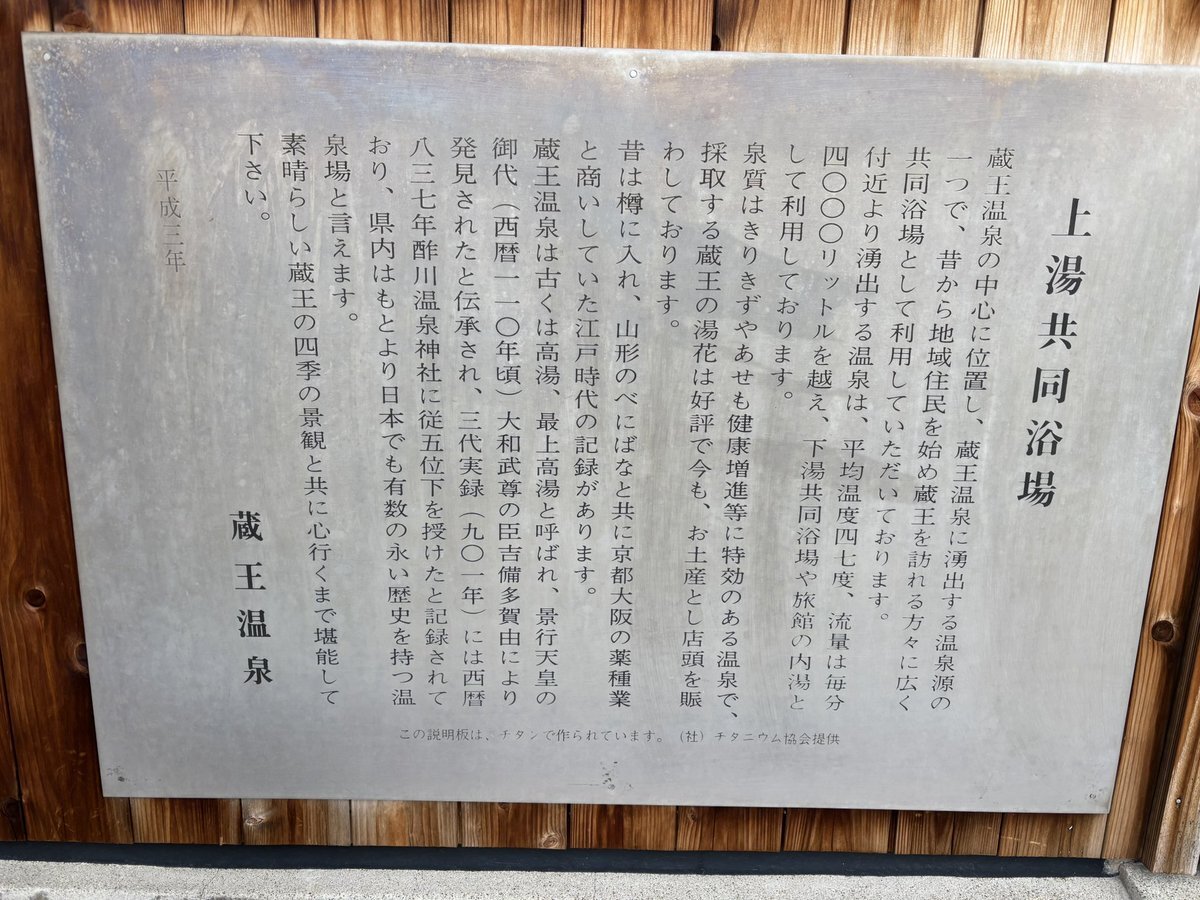 上湯共同浴場
蔵王温泉の中心に位置し、蔵王温泉に湧出する温泉源の
一つで、昔から地域住民を始め蔵王を訪れる方々に広く
共同浴場として利用していただいております。
付近より湧出する温泉は、平均温度四七度、流量は毎分
四〇〇〇リットルを越え、下湯共同浴場や旅館の内湯と
して利用しております。
泉質はきりきずやあせも健康増進等に特効のある温泉で、
採取する蔵王の湯花は好評で今も、お土産とし店頭を賑
わしております。
昔は樽に入れ、山形のべにばなと共に京都大阪の薬種業
と商いしていた江戸時代の記録があります。
蔵王温泉は古くは高湯、最上高湯と呼ばれ、景行天皇の
御代（西暦一一〇年頃）大和武尊の臣吉備多賀由により
発見されたと伝承され、三代実録（九〇一年）には西暦
八三七年酢川温泉神社に従五位下を授けたと記録されて
おり、県内はもとより日本でも有数の永い歴史を持つ温
泉場と言えます。
素晴らしい蔵王の四季の景観と共に心行くまで堪能して
下さい。
蔵王温泉
平成三年
この説明板は、チタンで作られています。（社）チタニウム協会提供